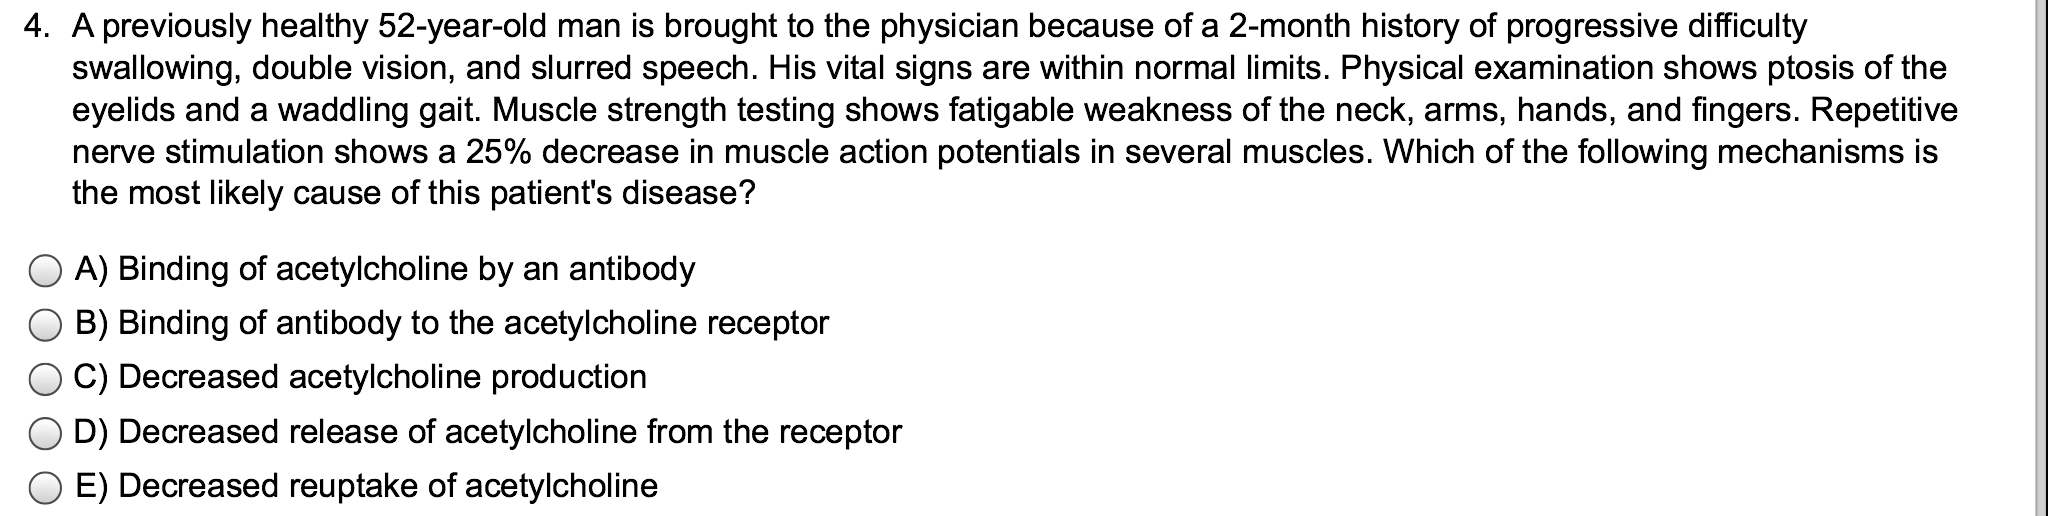 4. A previously healthy 52-year-old man is brought to the physician because of a 2-month history of progressive difficulty
swallowing, double vision, and slurred speech. His vital signs are within normal limits. Physical examination shows ptosis of the
eyelids and a waddling gait. Muscle strength testing shows fatigable weakness of the neck, arms, hands, and fingers. Repetitive
nerve stimulation shows a 25% decrease in muscle action potentials in several muscles. Which of the following mechanisms is
the most likely cause of this patient's disease?
A) Binding of acetylcholine by an antibody
B) Binding of antibody to the acetylcholine receptor
C) Decreased acetylcholine production
D) Decreased release of acetylcholine from the receptor
E) Decreased reuptake of acetylcholine